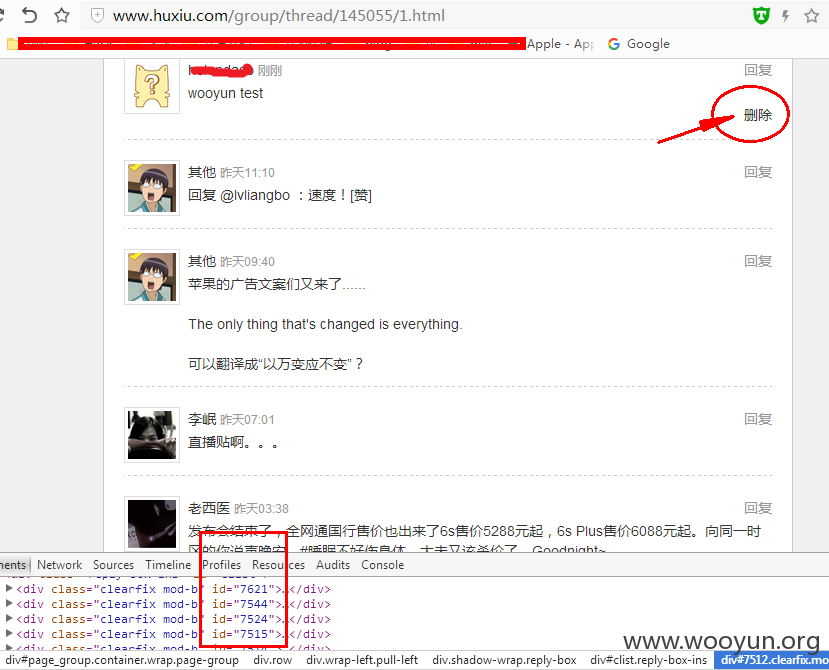 www.huxiu.com/group/thread/145055/1.html
Apple - App Google
刚刚 回复
wooyun test
删除
其他 昨天11:10 回复
回复 @lvliangbo ：速度！[赞]
其他 昨天09:40 回复
苹果的广告文案们又来了......
The only thing that's changed is everything.
可以翻译成“以万变应不变”？
李岷 昨天07:01 回复
直播贴啊。。。
老西医 昨天03:38 回复
发布会结束了，全网通国行售价也出来了6s售价5288元起，6s Plus售价6088元起。向同一时
Goodnight~
ments Network Sources Timeline Profiles Resources Audits Console
<div class="clearfix mod-b" id="7621">…</div>
<div class="clearfix mod-b" id="7544">…</div>
<div class="clearfix mod-b" id="7524">…</div>
<div class="clearfix mod-b" id="7515">…</div>
www.wooyun.org
div#page_group.container.wrap.page-group div.row div.wrap-left.pull-left div.shadow-wrap.reply-box div#clist.reply-box-ins div#7512.clearfix.mo